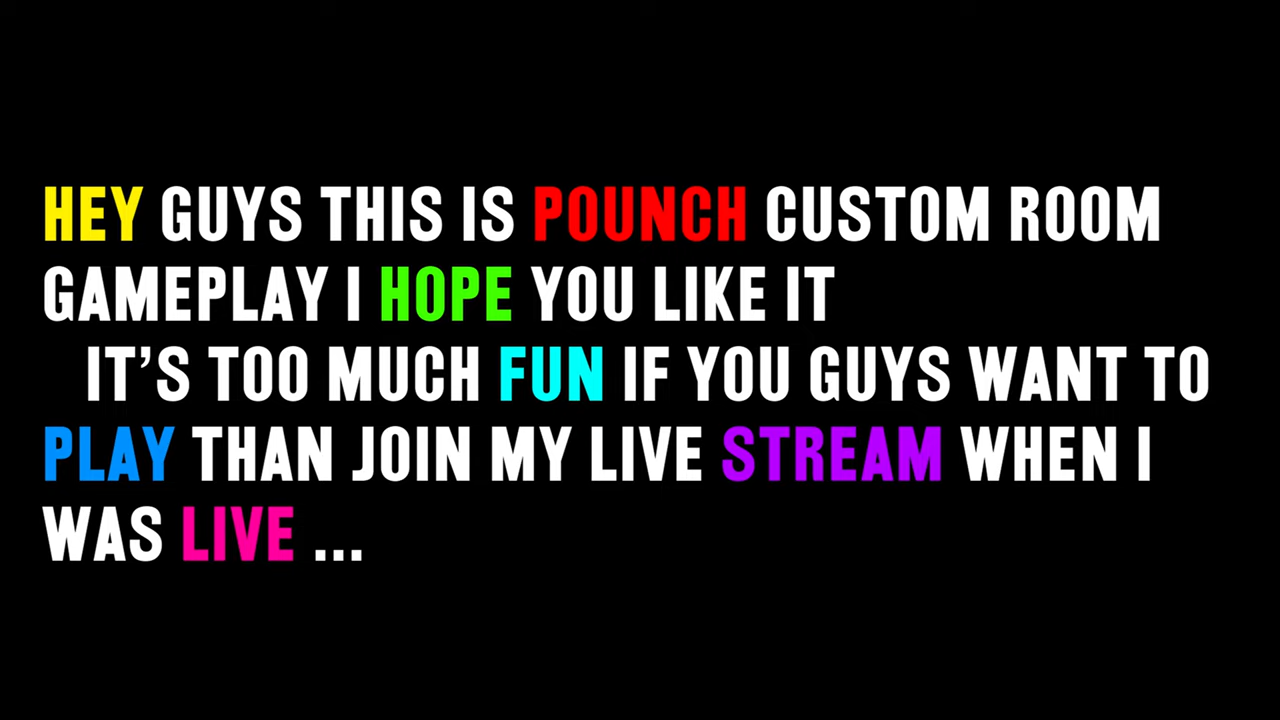 HEY GUYS THIS IS POUNCH CUSTOM ROOM
GAMEPLAY I HOPE YOU LIKE IT
IT'S TOO MUCH FUN IF YOU GUYS WANT TO
PLAY THAN JOIN MY LIVE STREAM WHEN I
WAS LIVE ...